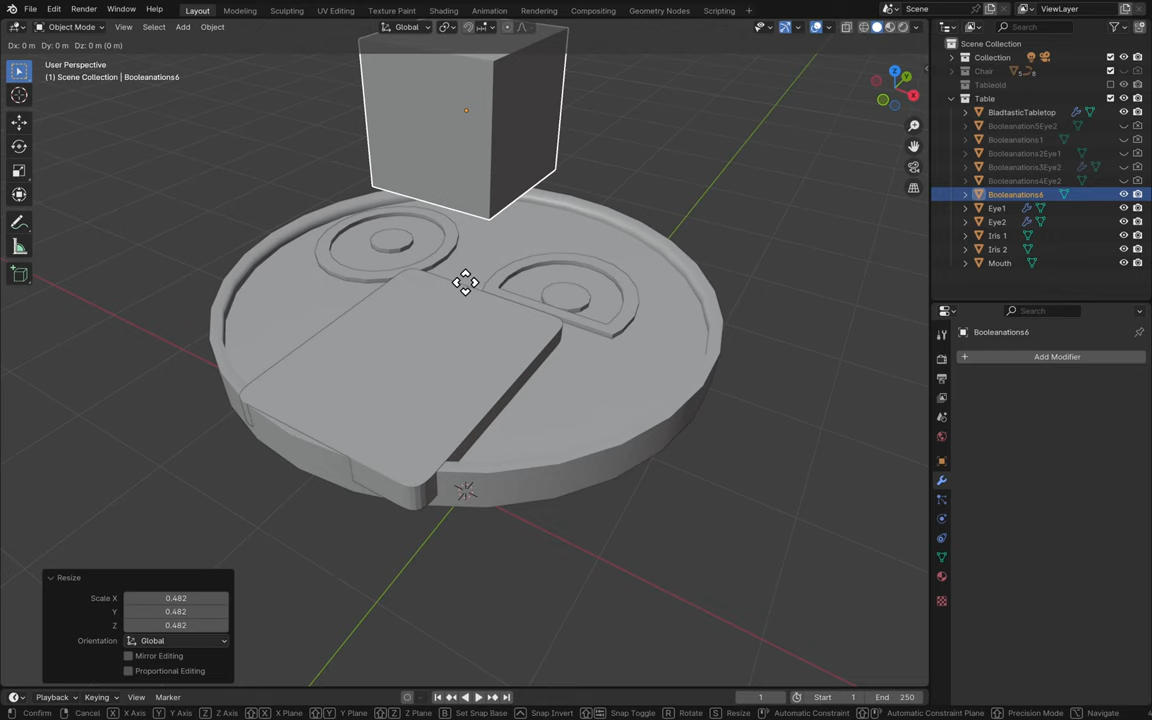 File Edit Render Window Help Layout Modeling Sculpting UV Editing Texture Paint Shading Animation Rendering Compositing Geometry Nodes Scripting Scene ViewLayer
Object Mode View Select Add Object Global
Dx: 0 m Dy: 0 m Dz: 0 m (0 m)
User Perspective
(1) Scene Collection | Booleanations6
Z
Y
X
Search
Scene Collection
Collection
Chair 5 8
Tableold
Table
BladtasticTabletop
Booleanation5Eye2
Booleanations1
Booleanations2Eye1
Booleanations3Eye2
Booleanations4Eye2
Booleanations6
Eye1
Eye2
Iris 1
Iris 2
Mouth
Search
Booleanations6
Add Modifier
Resize
Scale X 0.482
Y 0.482
Z 0.482
Orientation Global
Mirror Editing
Proportional Editing
Playback Keying View Marker 1 Start 1 End 250
Confirm Cancel X X Axis Y Y Axis Z Z Axis X X Plane Y Y Plane Z Z Plane B Set Snap Base Snap Invert Snap Toggle R Rotate S Resize Automatic Constraint Automatic Constraint Plane Precision Mode Navigate